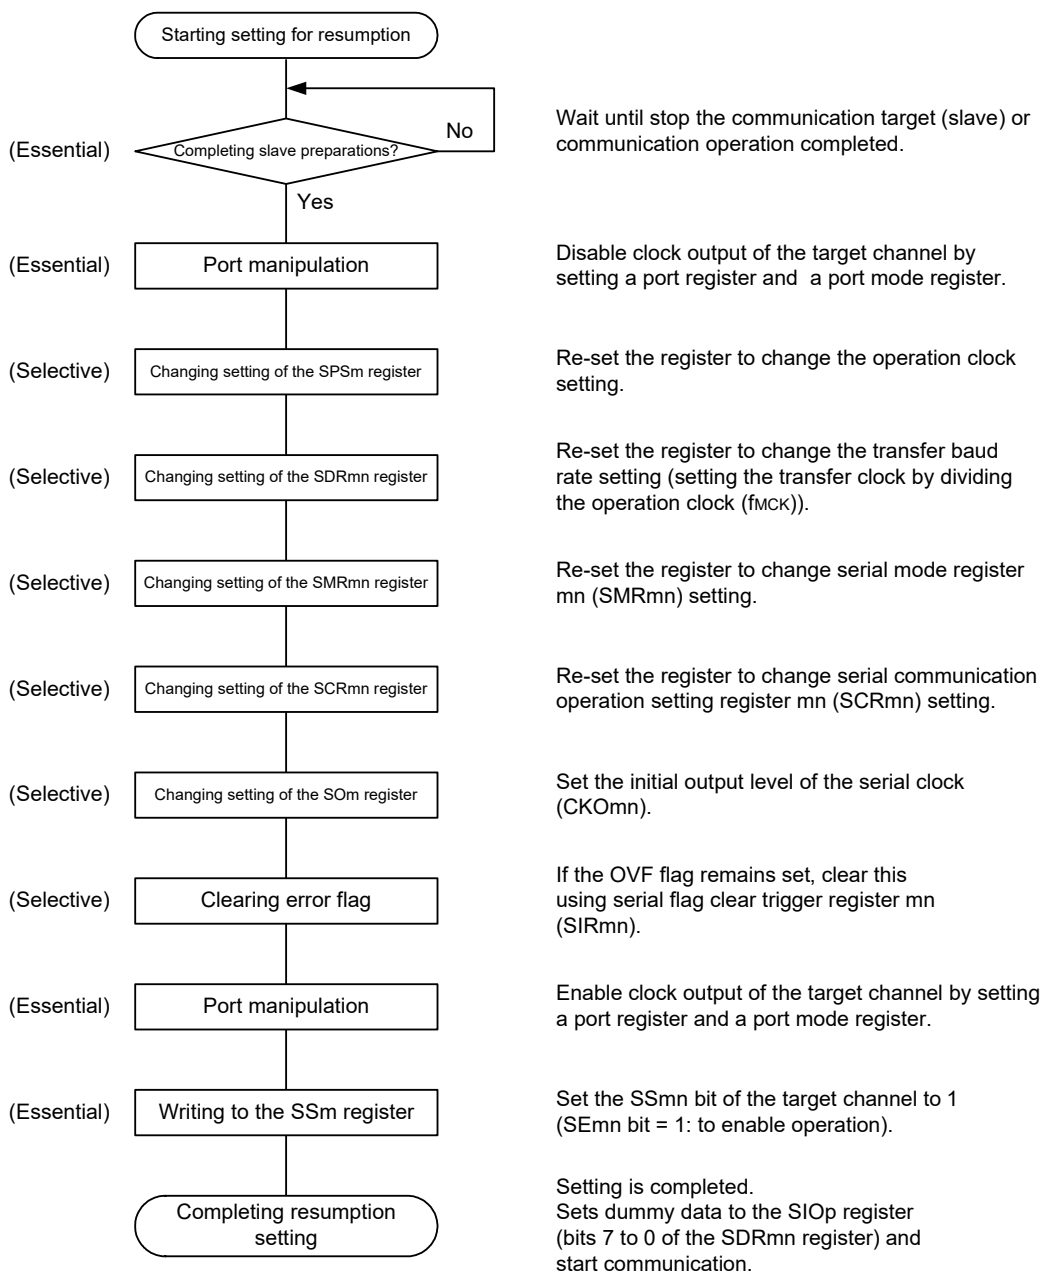 Starting setting for resumption
No
(Essential)
Completing slave preparations?
Wait until stop the communication target (slave) or
communication operation completed.
Yes
(Essential)
Port manipulation
Disable clock output of the target channel by
setting a port register and  a port mode register.
(Selective)
Changing setting of the SPSm register
Re-set the register to change the operation clock
setting.
(Selective)
Changing setting of the SDRmn register
Re-set the register to change the transfer baud
rate setting (setting the transfer clock by dividing
the operation clock (fMCK)).
(Selective)
Changing setting of the SMRmn register
Re-set the register to change serial mode register
mn (SMRmn) setting.
(Selective)
Changing setting of the SCRmn register
Re-set the register to change serial communication
operation setting register mn (SCRmn) setting.
(Selective)
Changing setting of the SOm register
Set the initial output level of the serial clock
(CKOmn).
(Selective)
Clearing error flag
If the OVF flag remains set, clear this
using serial flag clear trigger register mn
(SIRmn).
(Essential)
Port manipulation
Enable clock output of the target channel by setting
a port register and a port mode register.
(Essential)
Writing to the SSm register
Set the SSmn bit of the target channel to 1
(SEmn bit = 1: to enable operation).
Completing resumption
setting
Setting is completed.
Sets dummy data to the SIOp register
(bits 7 to 0 of the SDRmn register) and
start communication.